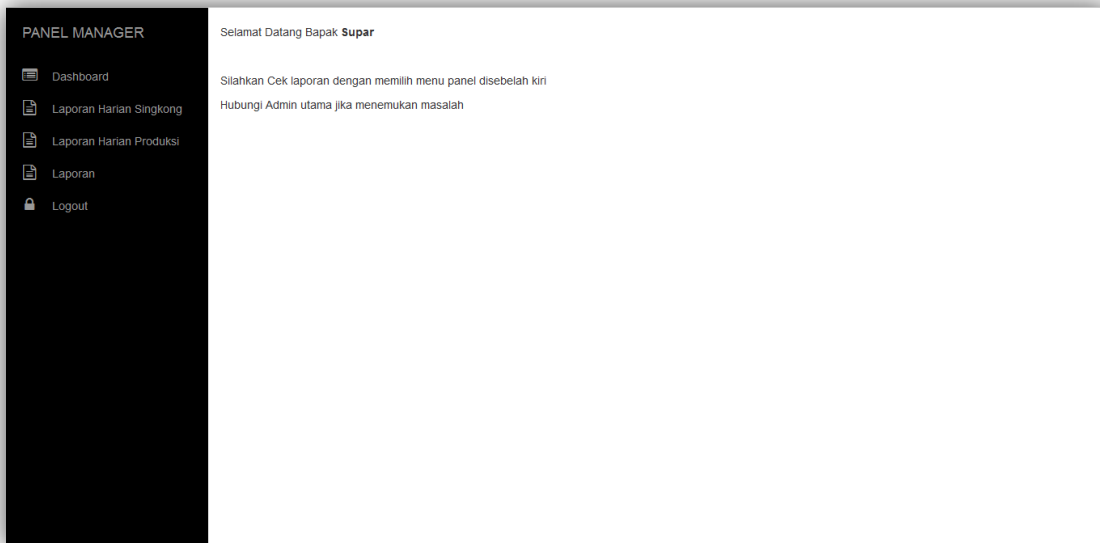 PANEL MANAGER
Dashboard
Laporan Harian Singkong
Laporan Harian Produksi
Laporan
Logout
Selamat Datang Bapak Supar
Silahkan Cek laporan dengan memilih menu panel disebelah kiri
Hubungi Admin utama jika menemukan masalah